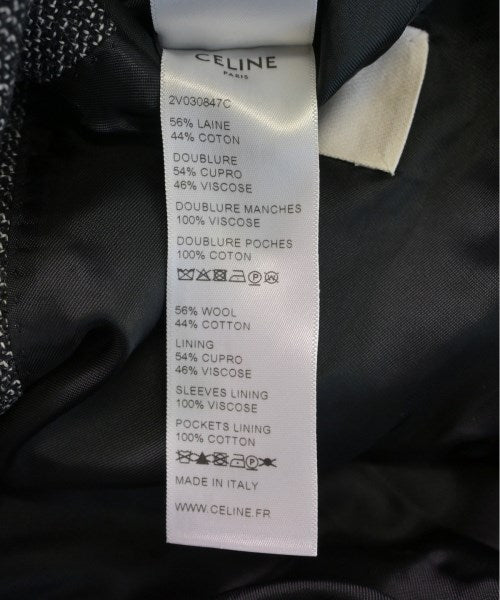 CELINE
PARIS
2V030847C
56% LAINE
44% COTON
DOUBLURE
54% CUPRO
46% VISCOSE
DOUBLURE MANCHES
100% VISCOSE
DOUBLURE POCHES
100% COTON
56% WOOL
44% COTTON
LINING
54% CUPRO
46% VISCOSE
SLEEVES LINING
100% VISCOSE
POCKETS LINING
100% COTTON
MADE IN ITALY
WWW.CELINE.FR